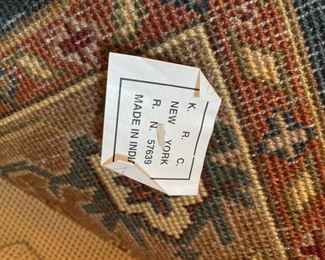 K. R. C.
NEW YORK
R. N. 57639
MADE IN INDIA